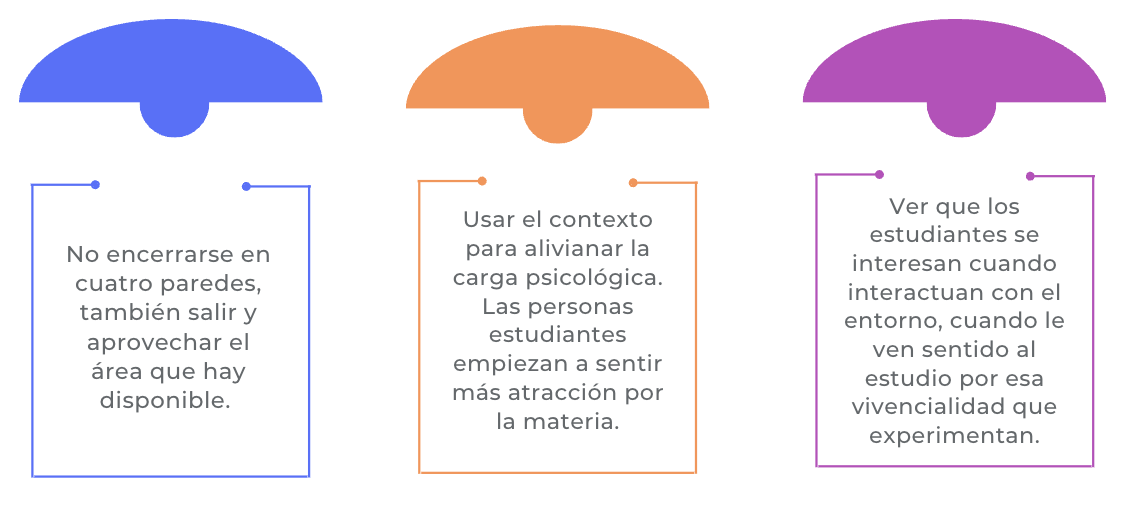 No encerrarse en
cuatro paredes,
también salir y
aprovechar el
área que hay
disponible.
Usar el contexto
para alivianar la
carga psicológica.
Las personas
estudiantes
empiezan a sentir
más atracción por
la materia.
Ver que los
estudiantes se
interesan cuando
interactuan con el
entorno, cuando le
ven sentido al
estudio por esa
vivencialidad que
experimentan.